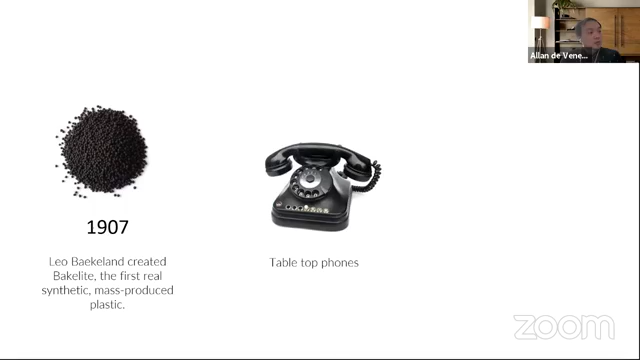 Allan de Vene...
1907
Leo Baekeland created
Bakelite, the first real
synthetic, mass-produced
plastic.
Table top phones
zoom